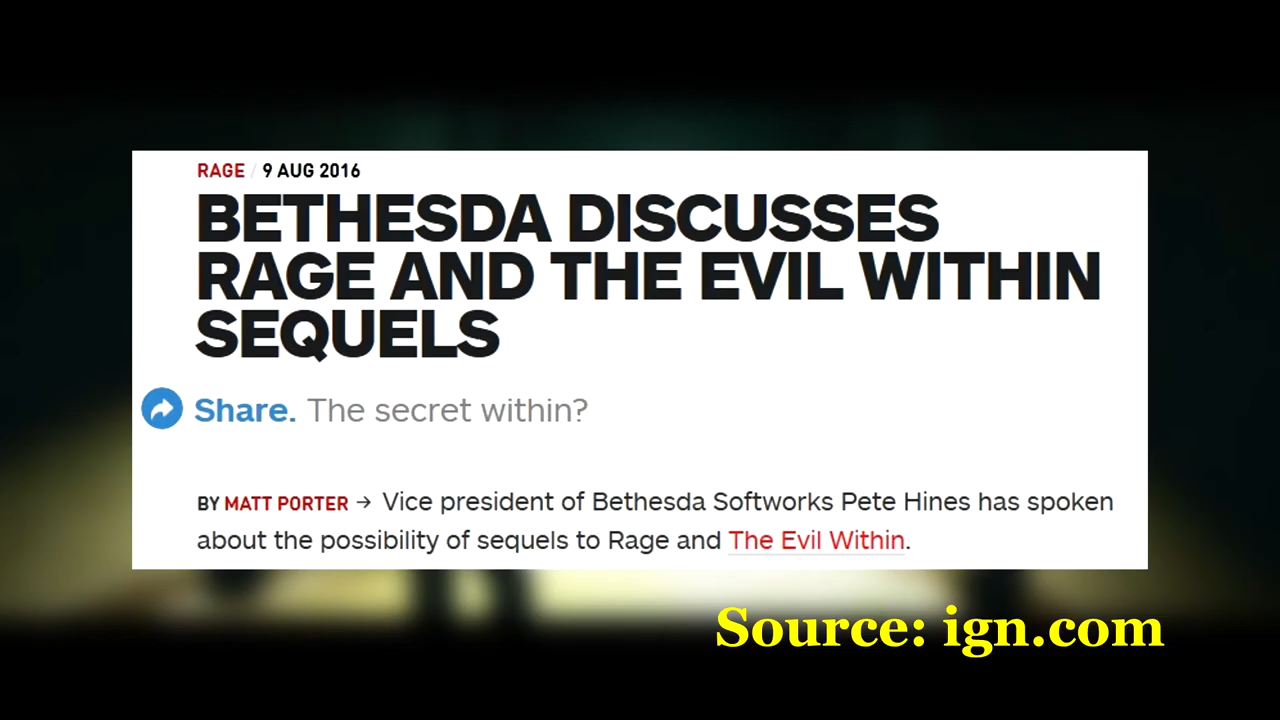 RAGE / 9 AUG 2016
BETHESDA DISCUSSES
RAGE AND THE EVIL WITHIN
SEQUELS
Share. The secret within?
BY MATT PORTER → Vice president of Bethesda Softworks Pete Hines has spoken
about the possibility of sequels to Rage and The Evil Within.
Source: ign.com